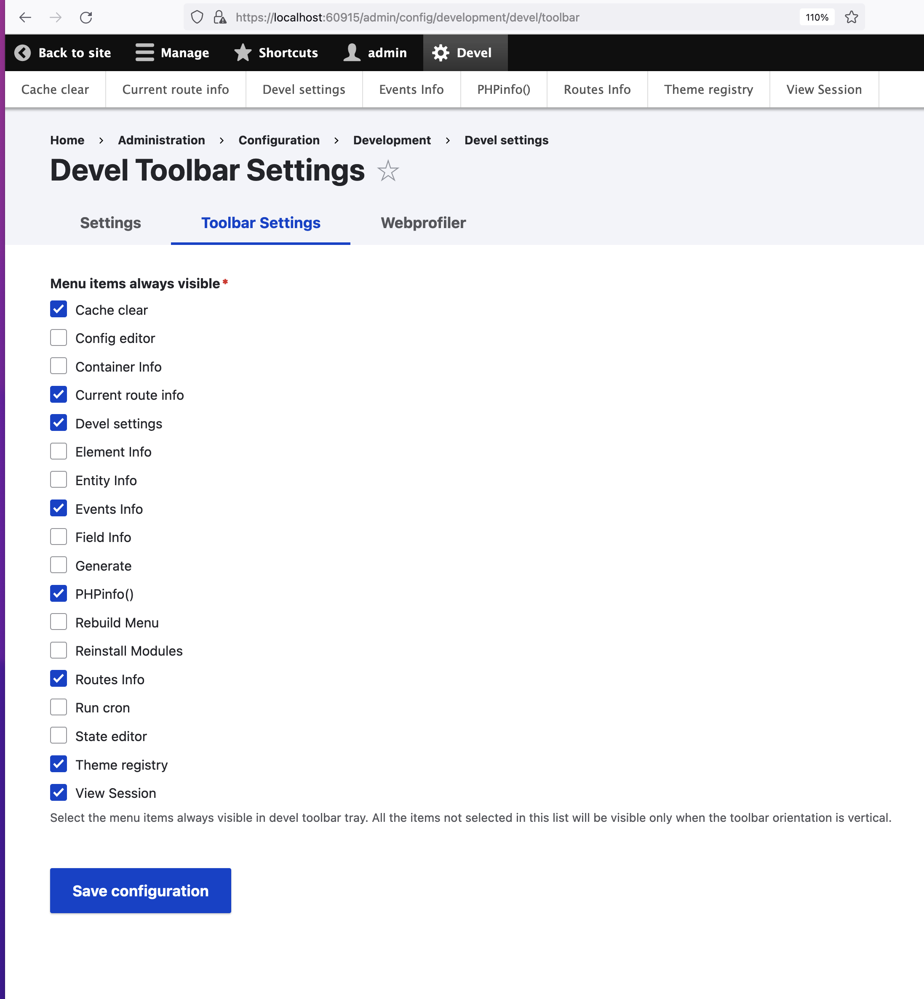 https://localhost:60915/admin/config/development/devel/toolbar 110%
Back to site Manage Shortcuts admin Devel
Cache clear Current route info Devel settings Events Info PHPinfo() Routes Info Theme registry View Session
Home > Administration > Configuration > Development > Devel settings
Devel Toolbar Settings
Settings Toolbar Settings Webprofiler
Menu items always visible*
Cache clear
Config editor
Container Info
Current route info
Devel settings
Element Info
Entity Info
Events Info
Field Info
Generate
PHPinfo()
Rebuild Menu
Reinstall Modules
Routes Info
Run cron
State editor
Theme registry
View Session
Select the menu items always visible in devel toolbar tray. All the items not selected in this list will be visible only when the toolbar orientation is vertical.
Save configuration